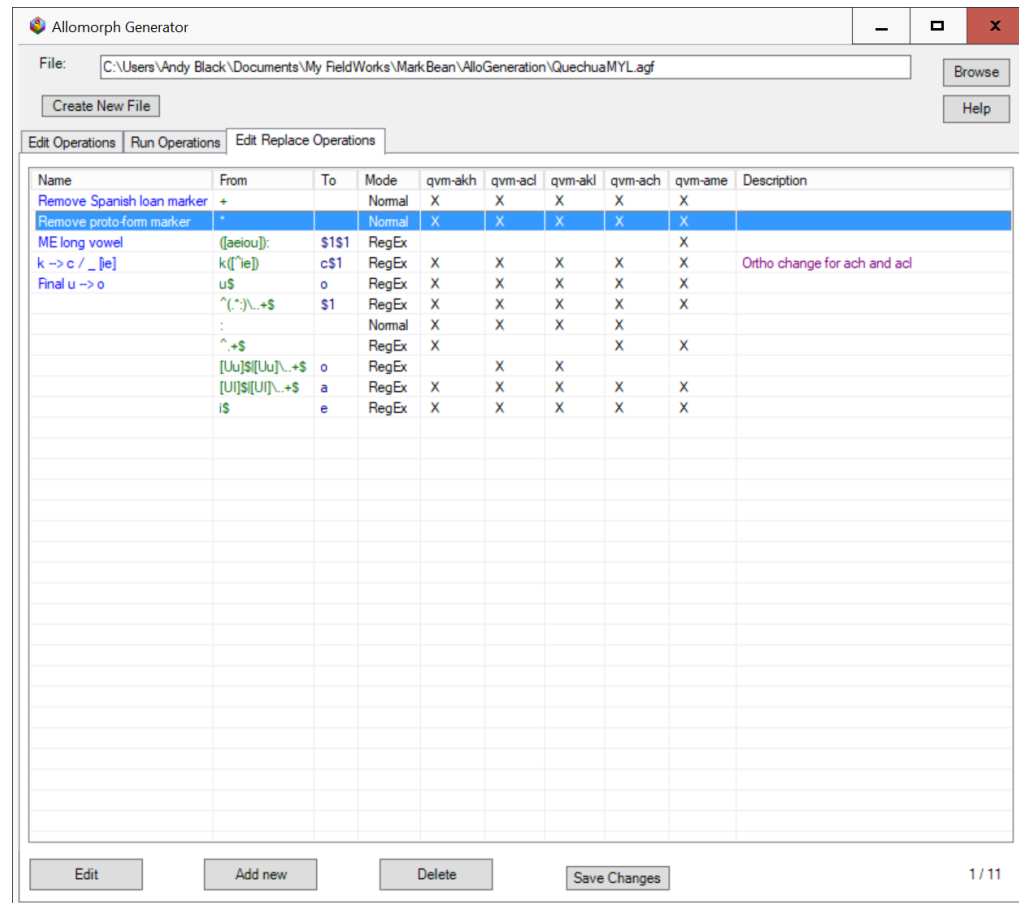 Allomorph Generator
File: C:\Users\Andy Black\Documents\My FieldWorks\MarkBean\AlloGeneration\QuechuaMYL.agf Browse
Create New File Help
Edit Operations Run Operations Edit Replace Operations
Name From To Mode qvm-akh qvm-acl qvm-akl qvm-ach qvm-ame Description
Remove Spanish loan marker + Normal X X X X X
Remove proto-form marker * Normal X X X X X
ME long vowel ([aeiou]): $1$1 RegEx X
k --> c / _ [ie] k([^ie]) c$1 RegEx X X X X X Ortho change for ach and acl
Final u --> o u$ o RegEx X X X X X
^(.*:)\..+$ $1 RegEx X X X X X
: Normal X X X X
^.+$ RegEx X X X
[Uu]$|[Uu]\..+$ o RegEx X X
[UI]$|[UI]\..+$ a RegEx X X X X X
i$ e RegEx X X X X X
Edit Add new Delete Save Changes 1 / 11